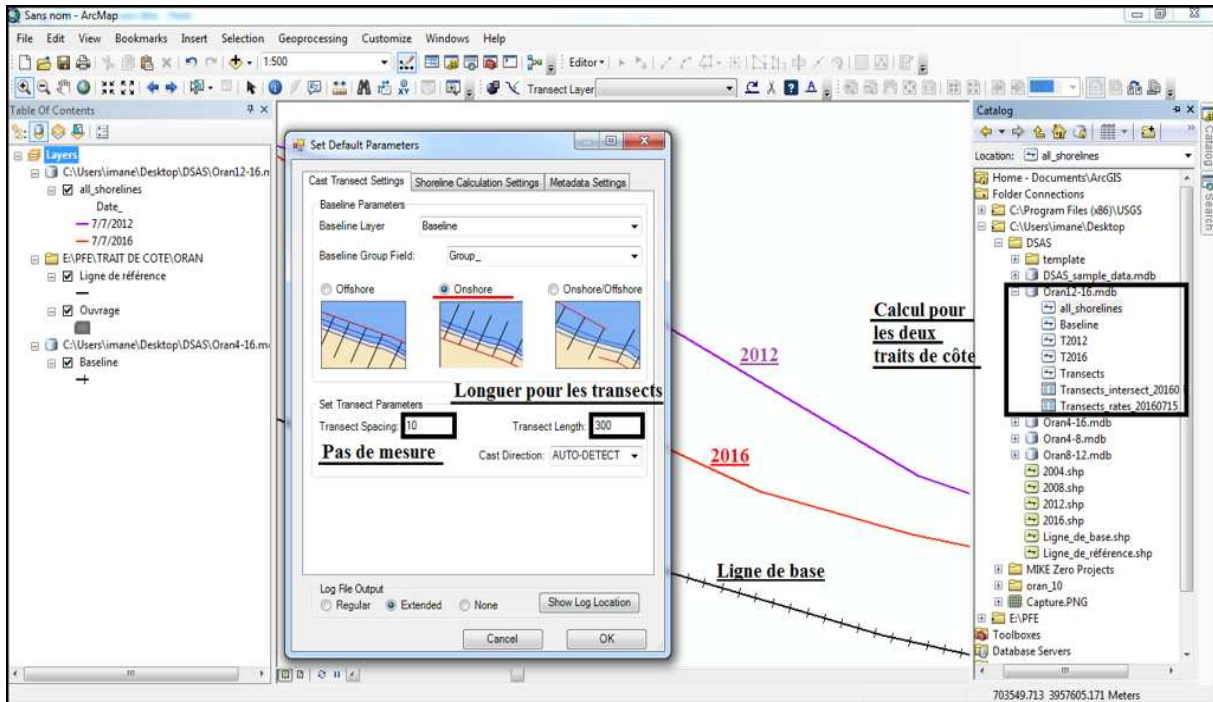 Sans nom - ArcMap
File Edit View Bookmarks Insert Selection Geoprocessing Customize Windows Help
1:500
Editor
Transect Layer
Table Of Contents
Layers
C:\Users\imane\Desktop\DSAS\Oran12-16.m
all_shorelines
Date_
7/7/2012
7/7/2016
E:\PFE\TRAIT DE COTE\ORAN
Ligne de référence
Ouvrage
C:\Users\imane\Desktop\DSAS\Oran4-16.m
Baseline
Set Default Parameters
Cast Transect Settings
Shoreline Calculation Settings
Metadata Settings
Baseline Parameters
Baseline Layer Baseline
Baseline Group Field: Group_
Offshore Onshore Onshore/Offshore
Longuer pour les transects
Set Transect Parameters
Transect Spacing: 10 Transect Length: 300
Pas de mesure
Cast Direction: AUTO-DETECT
Log File Output
Regular Extended None
Show Log Location
Cancel OK
2012
2016
Ligne de base
Calcul pour
les deux
traits de côte
Catalog
Location: all_shorelines
Home - Documents\ArcGIS
Folder Connections
C:\Program Files (x86)\USGS
C:\Users\imane\Desktop
DSAS
template
DSAS_sample_data.mdb
Oran12-16.mdb
all_shorelines
Baseline
T2012
T2016
Transects
Transects_intersect_20160
Transects_rates_20160715
Oran4-16.mdb
Oran4-8.mdb
Oran8-12.mdb
2004.shp
2008.shp
2012.shp
2016.shp
Ligne_de_base.shp
Ligne_de_référence.shp
MIKE Zero Projects
oran_10
Capture.PNG
E:\PFE
Toolboxes
Database Servers
Catalog
Search
703549.713 3957605.171 Meters